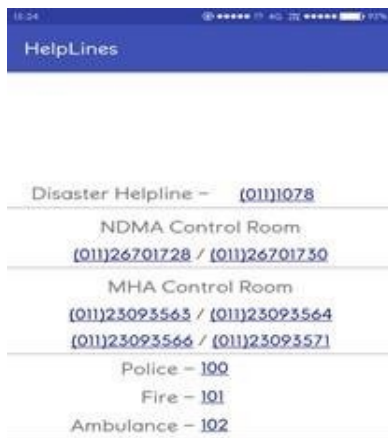 HelpLines
Disaster Helpline – (011)1078
NDMA Control Room
(011)26701728 / (011)26701730
MHA Control Room
(011)23093563 / (011)23093564
(011)23093566 / (011)23093571
Police – 100
Fire – 101
Ambulance – 102